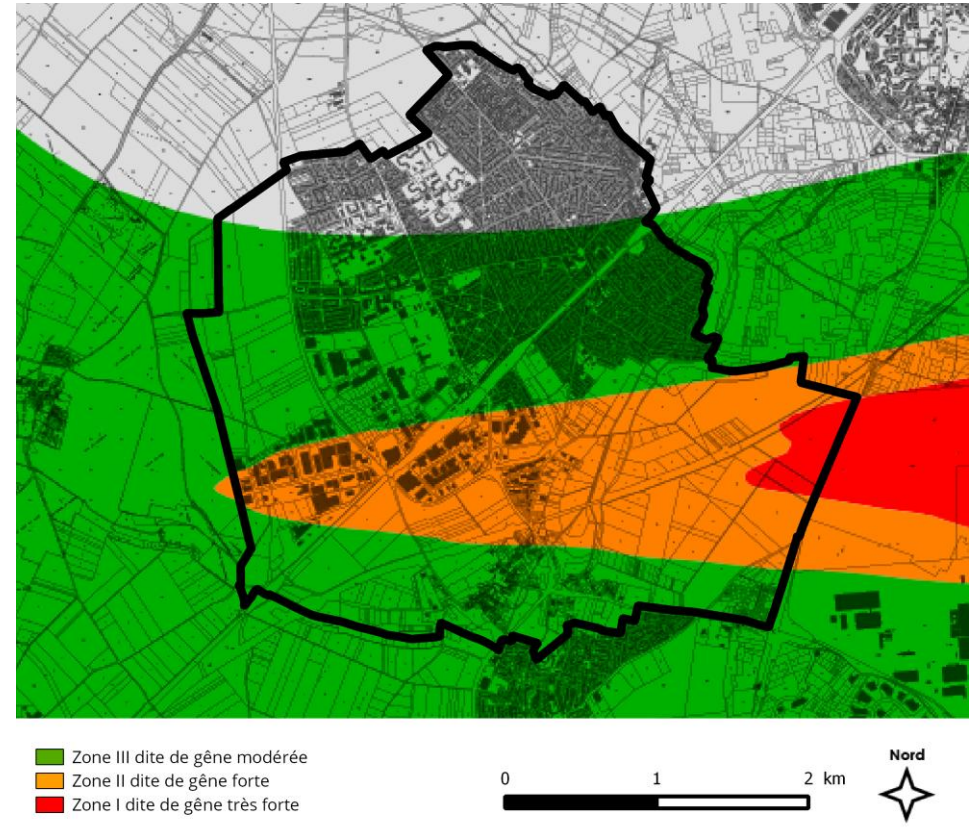 Zone III dite de gêne modérée
Zone II dite de gêne forte
Zone I dite de gêne très forte
0 1 2 km
Nord